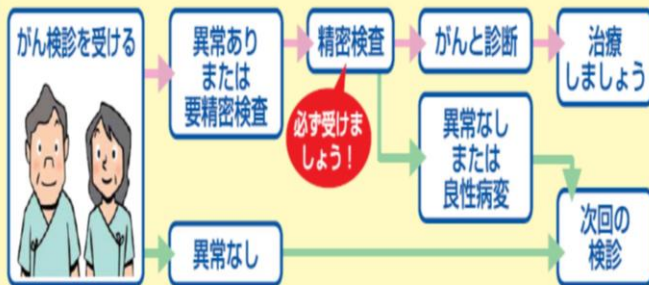 がん検診を受ける
異常あり
または
要精密検査
精密検査
がんと診断
治療
しましょう
必ず受けま
しょう！
異常なし
または
良性病変
異常なし
次回の
検診